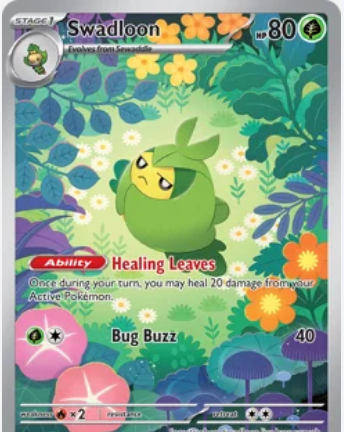 STAGE 1
Swadloon
HP 80
Evolves from Sewaddle
Ability Healing Leaves
Once during your turn, you may heal 20 damage from your
Active Pokémon.
Bug Buzz 40
weakness ×2 resistance retreat